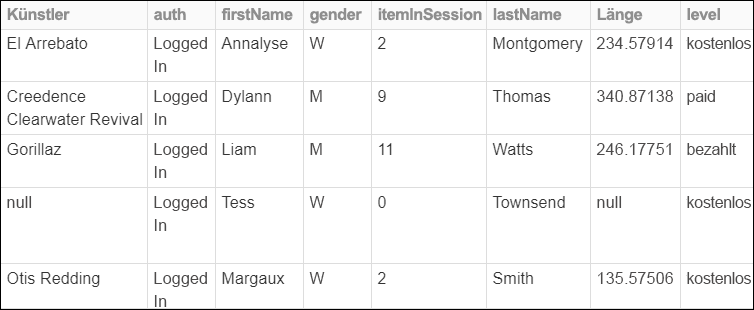 Künstler auth firstName gender itemInSession lastName Länge level
El Arrebato Logged Annalyse W 2 Montgomery 234.57914 kostenlos
In
Creedence Logged Dylann M 9 Thomas 340.87138 paid
Clearwater Revival In
Gorillaz Logged Liam M 11 Watts 246.17751 bezahlt
In
null Logged Tess W 0 Townsend null kostenlos
In
Otis Redding Logged Margaux W 2 Smith 135.57506 kostenlos
In